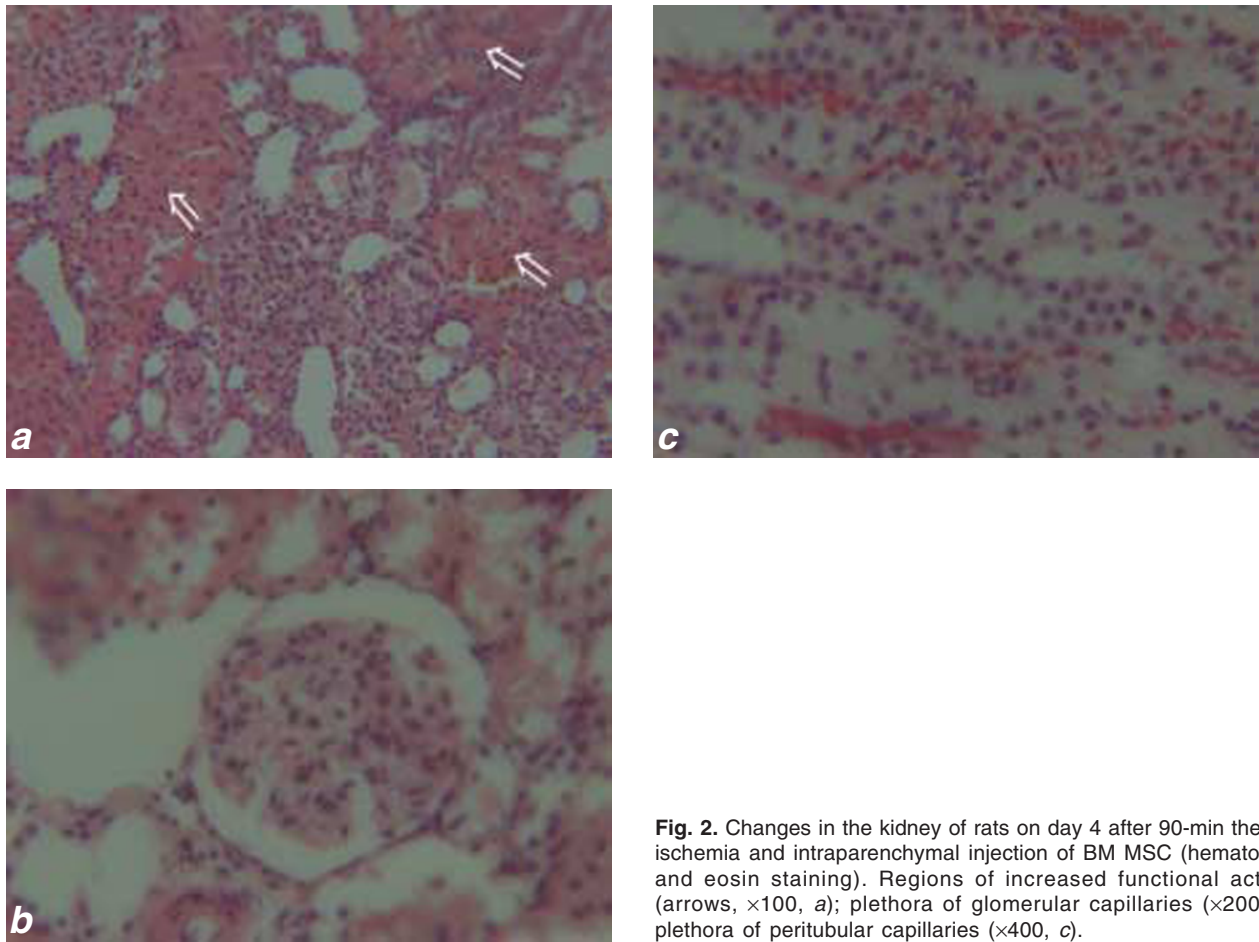 a
c
b
Fig. 2. Changes in the kidney of rats on day 4 after 90-min the
ischemia and intraparenchymal injection of BM MSC (hemato
and eosin staining). Regions of increased functional act
(arrows, ×100, a); plethora of glomerular capillaries (×200
plethora of peritubular capillaries (×400, c).